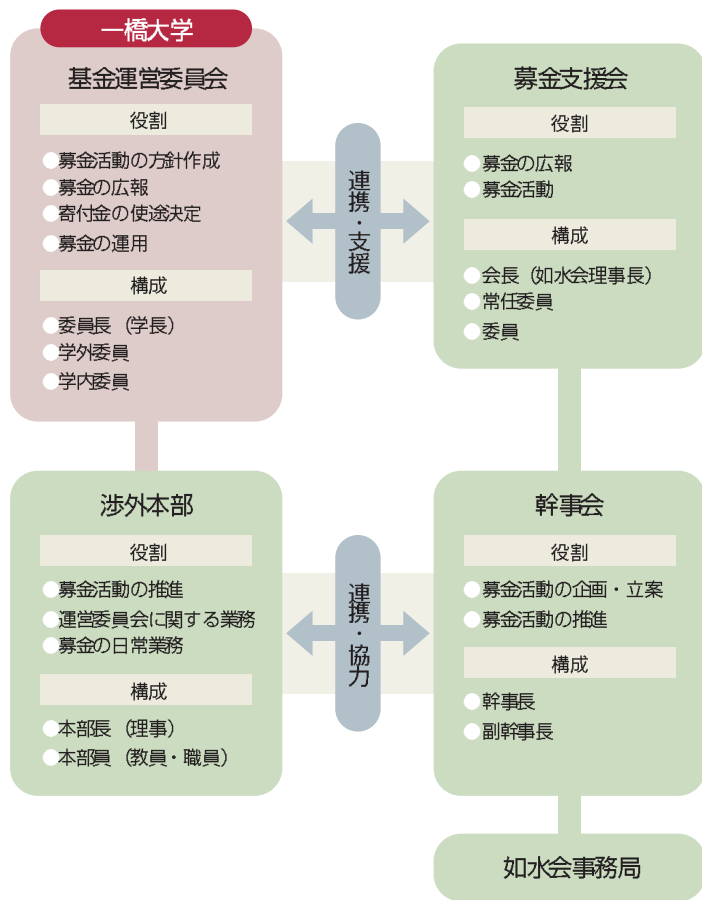 一橋大学
基金運営委員会
役割
募金活動の方針作成
募金の広報
寄付金の使途決定
募金の運用
構成
委員長（学長）
学外委員
学内委員
連携・支援
募金支援会
役割
募金の広報
募金活動
構成
会長（如水会理事長）
常任委員
委員
渉外本部
役割
募金活動の推進
運営委員会に関する業務
募金の日常業務
構成
本部長（理事）
本部員（教員・職員）
連携・協力
幹事会
役割
募金活動の企画・立案
募金活動の推進
構成
幹事長
副幹事長
如水会事務局